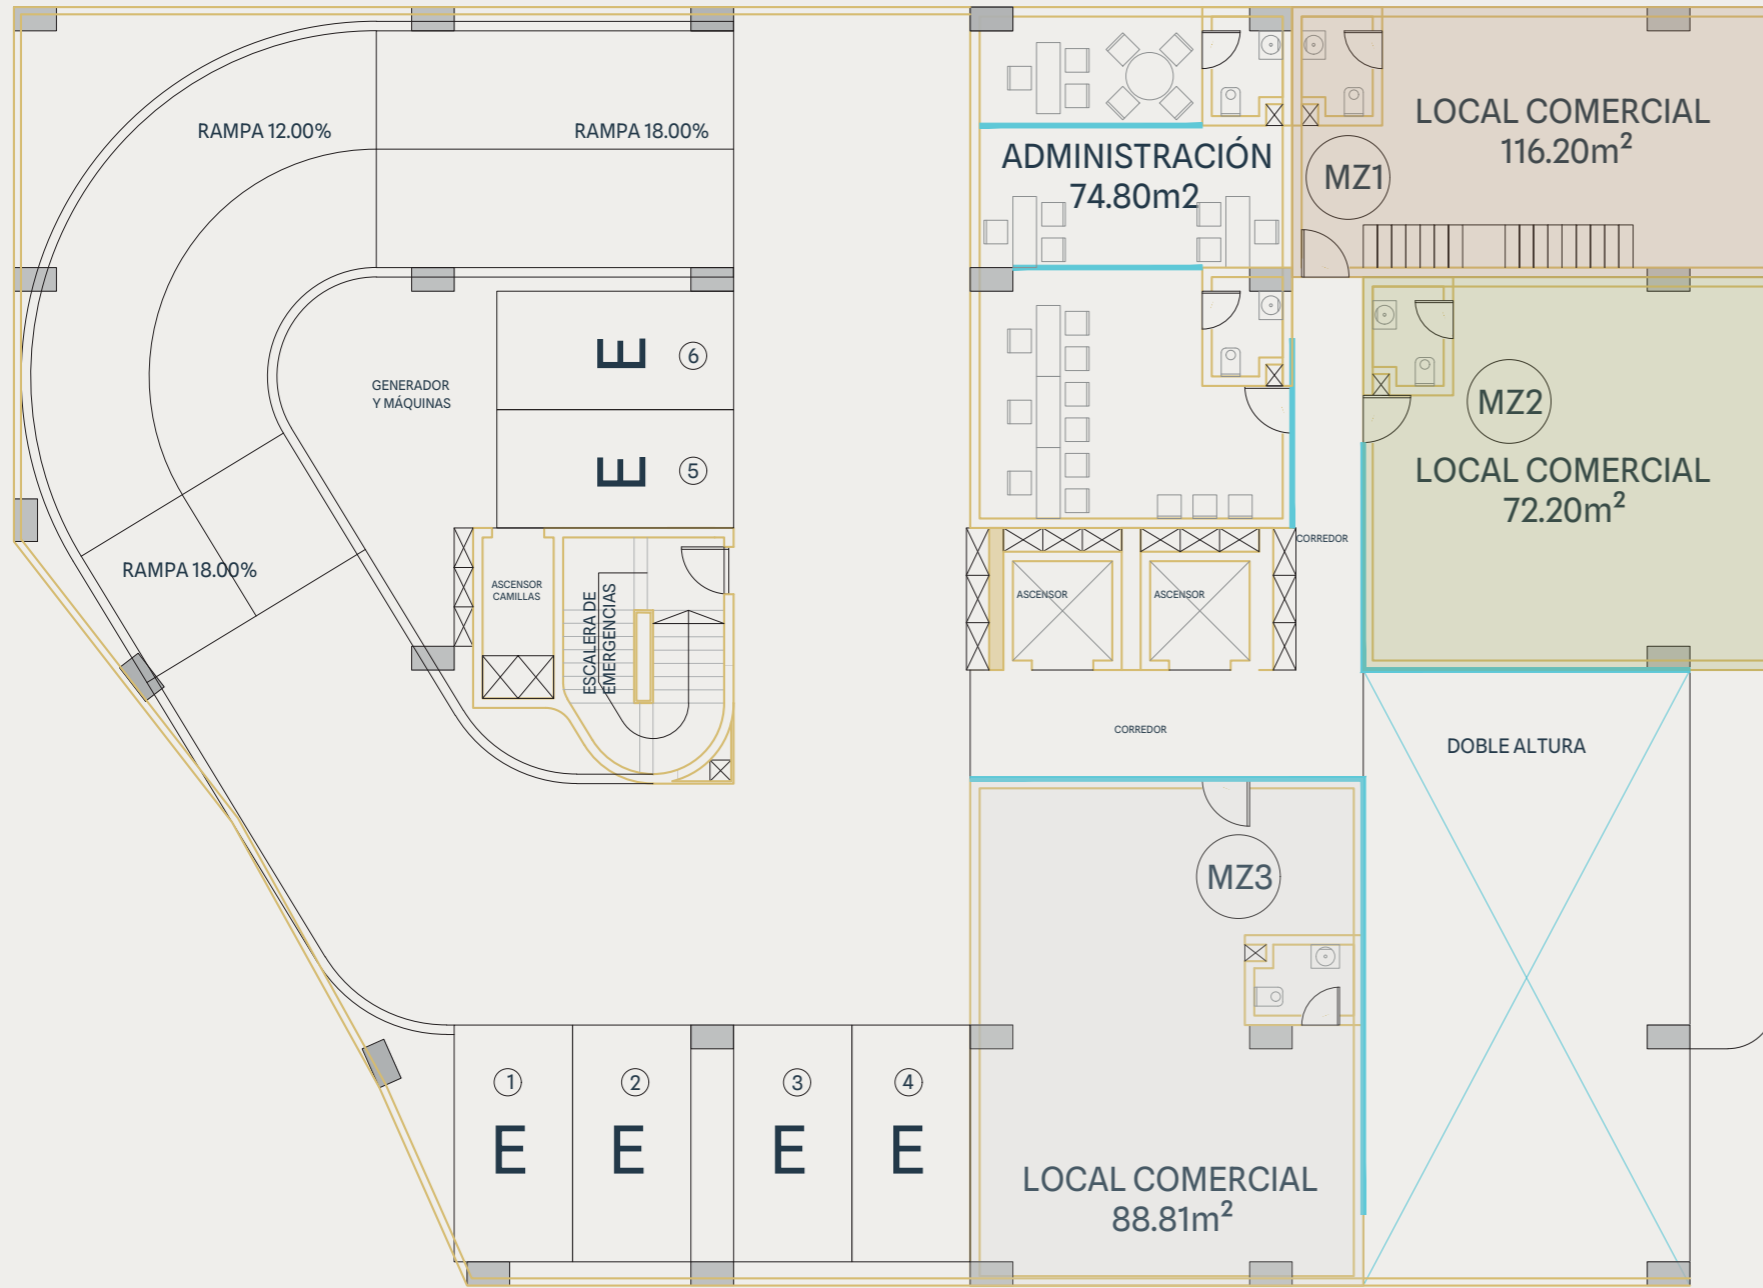 RAMPA 12.00%
RAMPA 18.00%
ADMINISTRACIÓN
74.80m2
LOCAL COMERCIAL
116.20m²
MZ1
GENERADOR
Y MÁQUINAS
E
6
E
5
MZ2
LOCAL COMERCIAL
72.20m²
RAMPA 18.00%
ASCENSOR
CAMILLAS
ESCALERA DE
EMERGENCIAS
ASCENSOR
ASCENSOR
CORREDOR
CORREDOR
DOBLE ALTURA
MZ3
1
2
3
4
E
E
E
E
LOCAL COMERCIAL
88.81m²